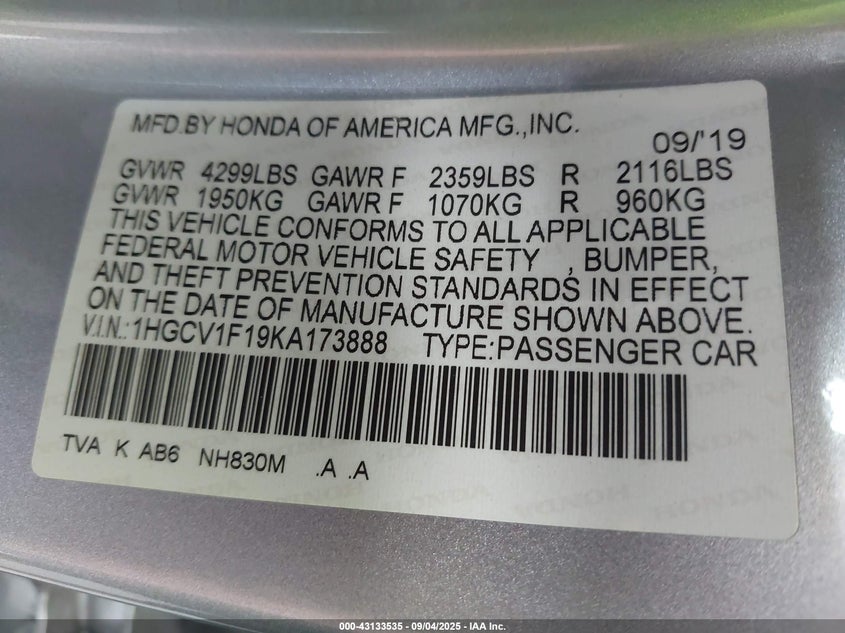 MFD.BY HONDA OF AMERICA MFG.,INC. 09/'19
GVWR 4299LBS GAWR F 2359LBS R 2116LBS
GVWR 1950KG GAWR F 1070KG R 960KG
THIS VEHICLE CONFORMS TO ALL APPLICABLE
FEDERAL MOTOR VEHICLE SAFETY , BUMPER,
AND THEFT PREVENTION STANDARDS IN EFFECT
ON THE DATE OF MANUFACTURE SHOWN ABOVE.
V.I.N.:1HGCV1F19KA173888 TYPE:PASSENGER CAR
TVA K AB6 NH830M .A .A
HONDA HONDA HONDA
000-43133535 - 09/04/2025 - IAA Inc.